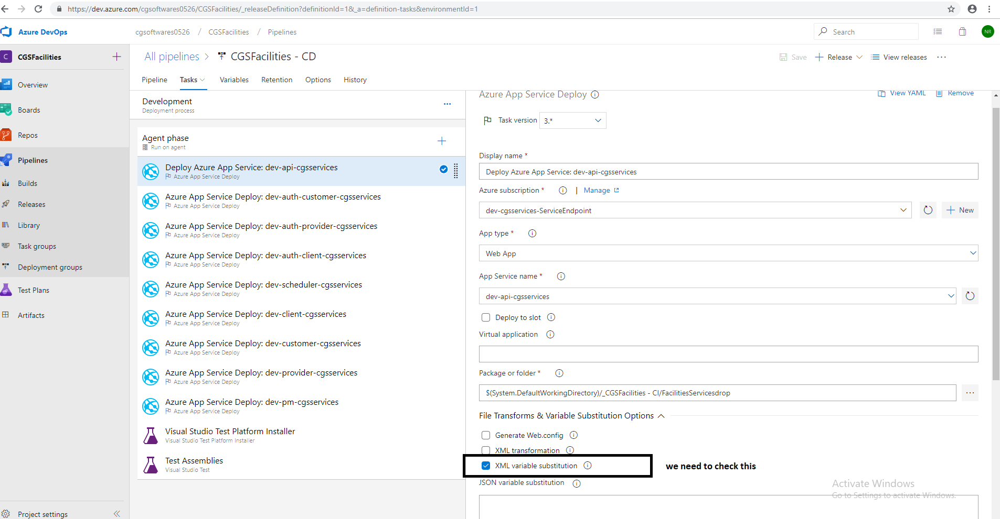 https://dev.azure.com/cgsoftwares0526/CGSFacilities/_releaseDefinition?definitionId=1&_a=definition-tasks&environmentId=1
Azure DevOps
cgsoftwares0526 / CGSFacilities / Pipelines
Search
NR
C CGSFacilities
Overview
Boards
Repos
Pipelines
Builds
Releases
Library
Task groups
Deployment groups
Test Plans
Artifacts
Project settings
All pipelines > CGSFacilities - CD
Save
Release
View releases
Pipeline Tasks Variables Retention Options History
Development
Deployment process
Agent phase
Run on agent
Deploy Azure App Service: dev-api-cgsservices
Azure App Service Deploy
Azure App Service Deploy: dev-auth-customer-cgsservices
Azure App Service Deploy
Azure App Service Deploy: dev-auth-provider-cgsservices
Azure App Service Deploy
Azure App Service Deploy: dev-auth-client-cgsservices
Azure App Service Deploy
Azure App Service Deploy: dev-scheduler-cgsservices
Azure App Service Deploy
Azure App Service Deploy: dev-client-cgsservices
Azure App Service Deploy
Azure App Service Deploy: dev-customer-cgsservices
Azure App Service Deploy
Azure App Service Deploy: dev-provider-cgsservices
Azure App Service Deploy
Azure App Service Deploy: dev-pm-cgsservices
Azure App Service Deploy
Visual Studio Test Platform Installer
Visual Studio Test Platform Installer
Test Assemblies
Visual Studio Test
Azure App Service Deploy
View YAML
Remove
Task version 3.*
Display name *
Deploy Azure App Service: dev-api-cgsservices
Azure subscription * | Manage
dev-cgsservices-ServiceEndpoint
New
App type *
Web App
App Service name *
dev-api-cgsservices
Deploy to slot
Virtual application
Package or folder *
$(System.DefaultWorkingDirectory)/_CGSFacilities - CI/FacilitiesServicesdrop
File Transforms & Variable Substitution Options
Generate Web.config
XML transformation
XML variable substitution
we need to check this
JSON variable substitution
Activate Windows
Go to Settings to activate Windows.